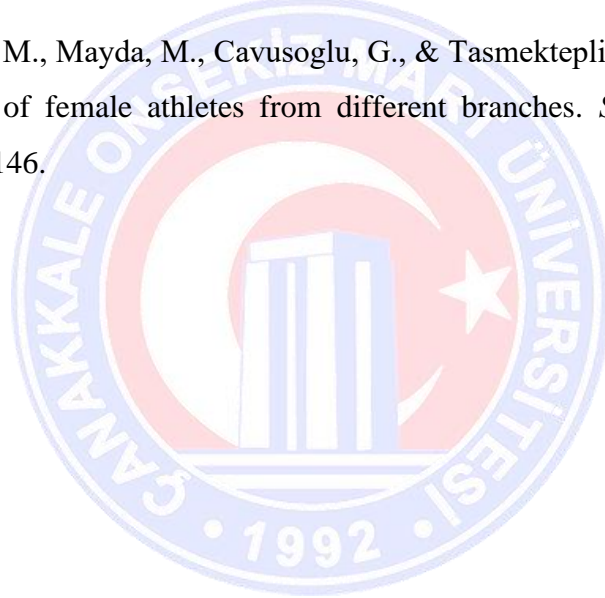 M., Mayda, M., Cavusoglu, G., & Tasmektepli
of female athletes from different branches. S
146.
ÇANAKKALE ONSEKİZ MART ÜNİVERSİTESİ
• 1992 •